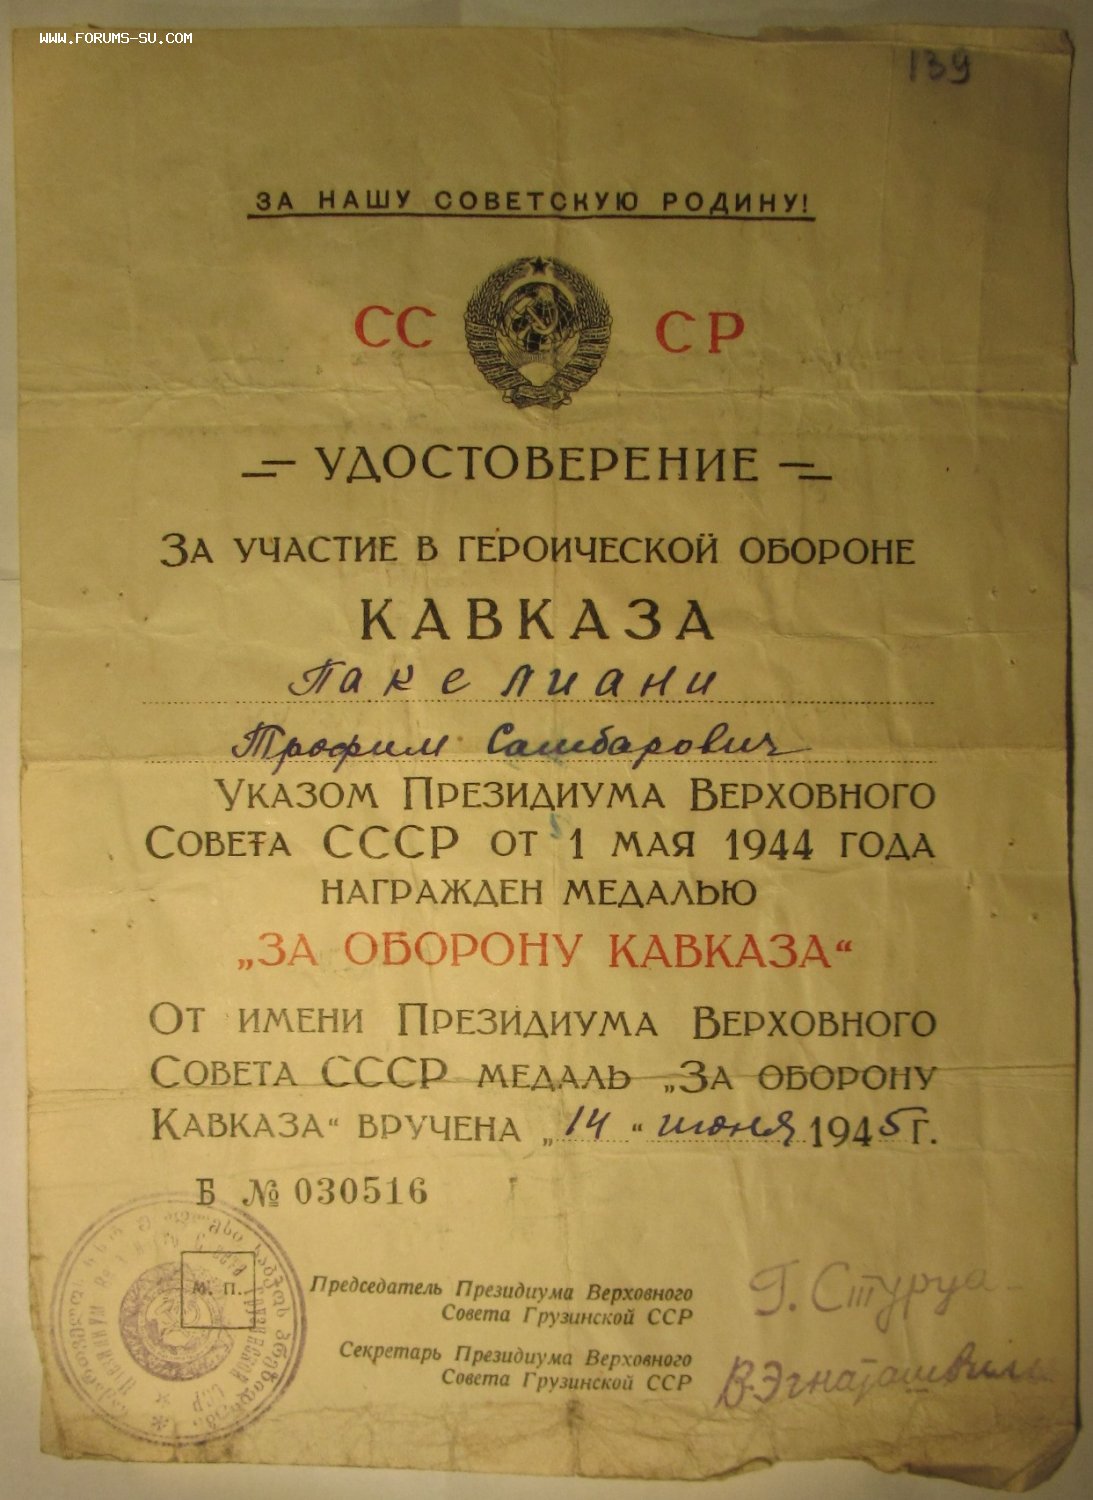 WWW.FORUMS-SU.COM
139
ЗА НАШУ СОВЕТСКУЮ РОДИНУ!
СС СР
УДОСТОВЕРЕНИЕ
ЗА УЧАСТИЕ В ГЕРОИЧЕСКОЙ ОБОРОНЕ
КАВКАЗА
Пакелиани
Трофим Самбарович
УКАЗОМ ПРЕЗИДИУМА ВЕРХОВНОГО
СОВЕТА СССР ОТ 1 МАЯ 1944 ГОДА
НАГРАЖДЕН МЕДАЛЬЮ
„ЗА ОБОРОНУ КАВКАЗА“
ОТ ИМЕНИ ПРЕЗИДИУМА ВЕРХОВНОГО
СОВЕТА СССР МЕДАЛЬ „ЗА ОБОРОНУ
КАВКАЗА“ ВРУЧЕНА „14“ июня 1945 Г.
Б № 030516
М. П.
Председатель Президиума Верховного
Совета Грузинской ССР
Г. Стуруа
Секретарь Президиума Верховного
Совета Грузинской ССР
В. Эгнаташвили